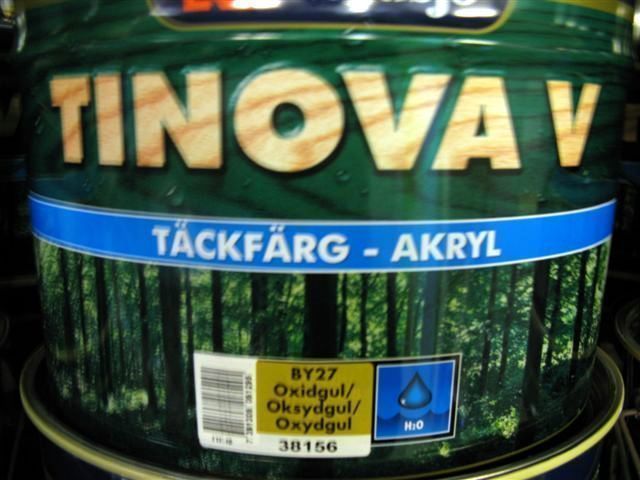 TINOVA V
TÄCKFÄRG - AKRYL
BY27
Oxidgul/
Oksydgul/
Oxydgul
38156
H₂O